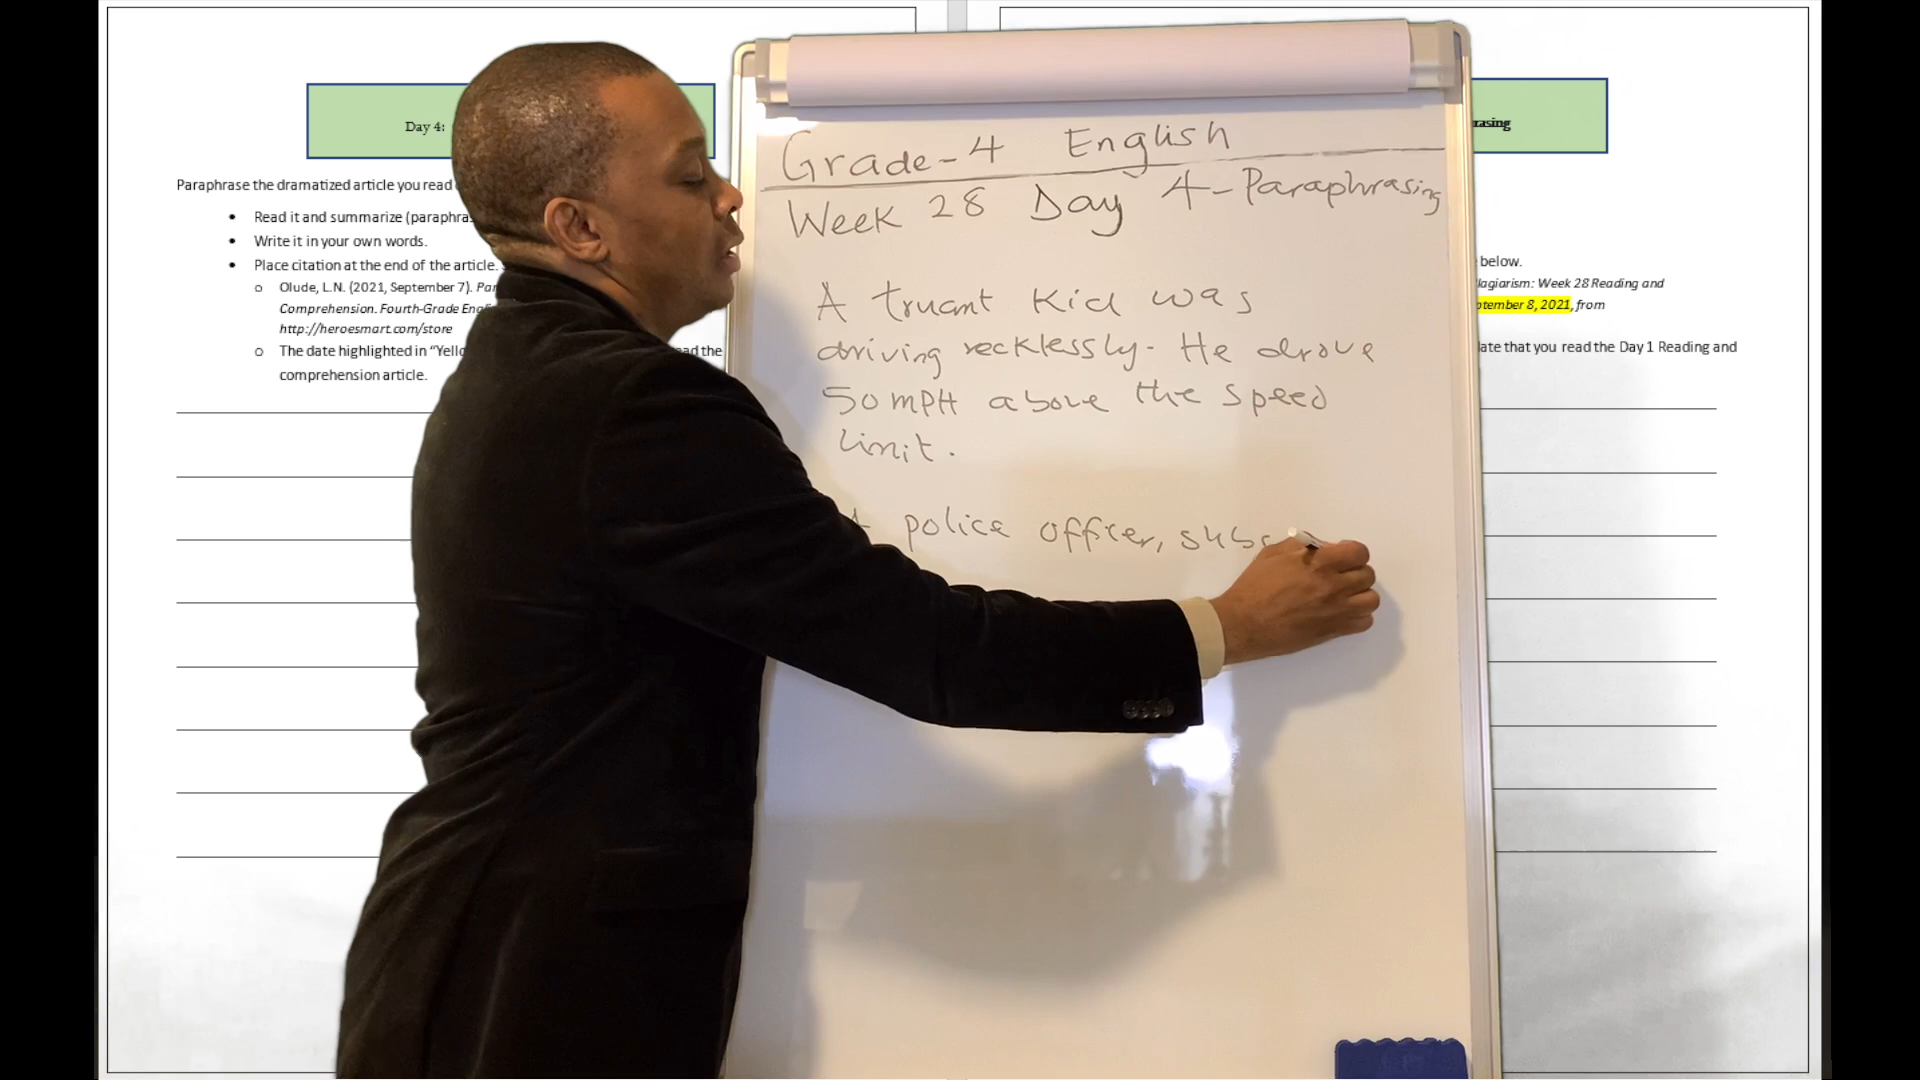 Day 4:
Paraphrase the dramatized article you read
Read it and summarize
Write it in your own words.
Place citation at the end of the article.
Olude, L.N. (2021, September 7).
Comprehension. Fourth-Grade
http://heroesmart.com/store
The date highlighted in
comprehension article.
Grade-4 English
Week 28 Day 4-Paraphrasing
A truant kid was
driving recklessly. He drove
50MPH above the speed
limit.
A police officer,
below.
Week 28 Reading and
8, 2021, from
that you read the Day 1 Reading and
read the